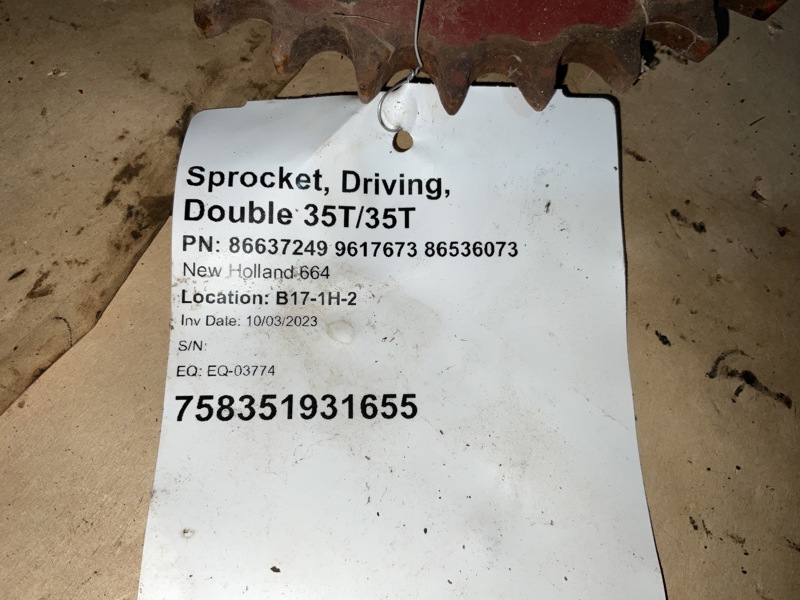 Sprocket, Driving,
Double 35T/35T
PN: 86637249 9617673 86536073
New Holland 664
Location: B17-1H-2
Inv Date: 10/03/2023
S/N:
EQ: EQ-03774
758351931655